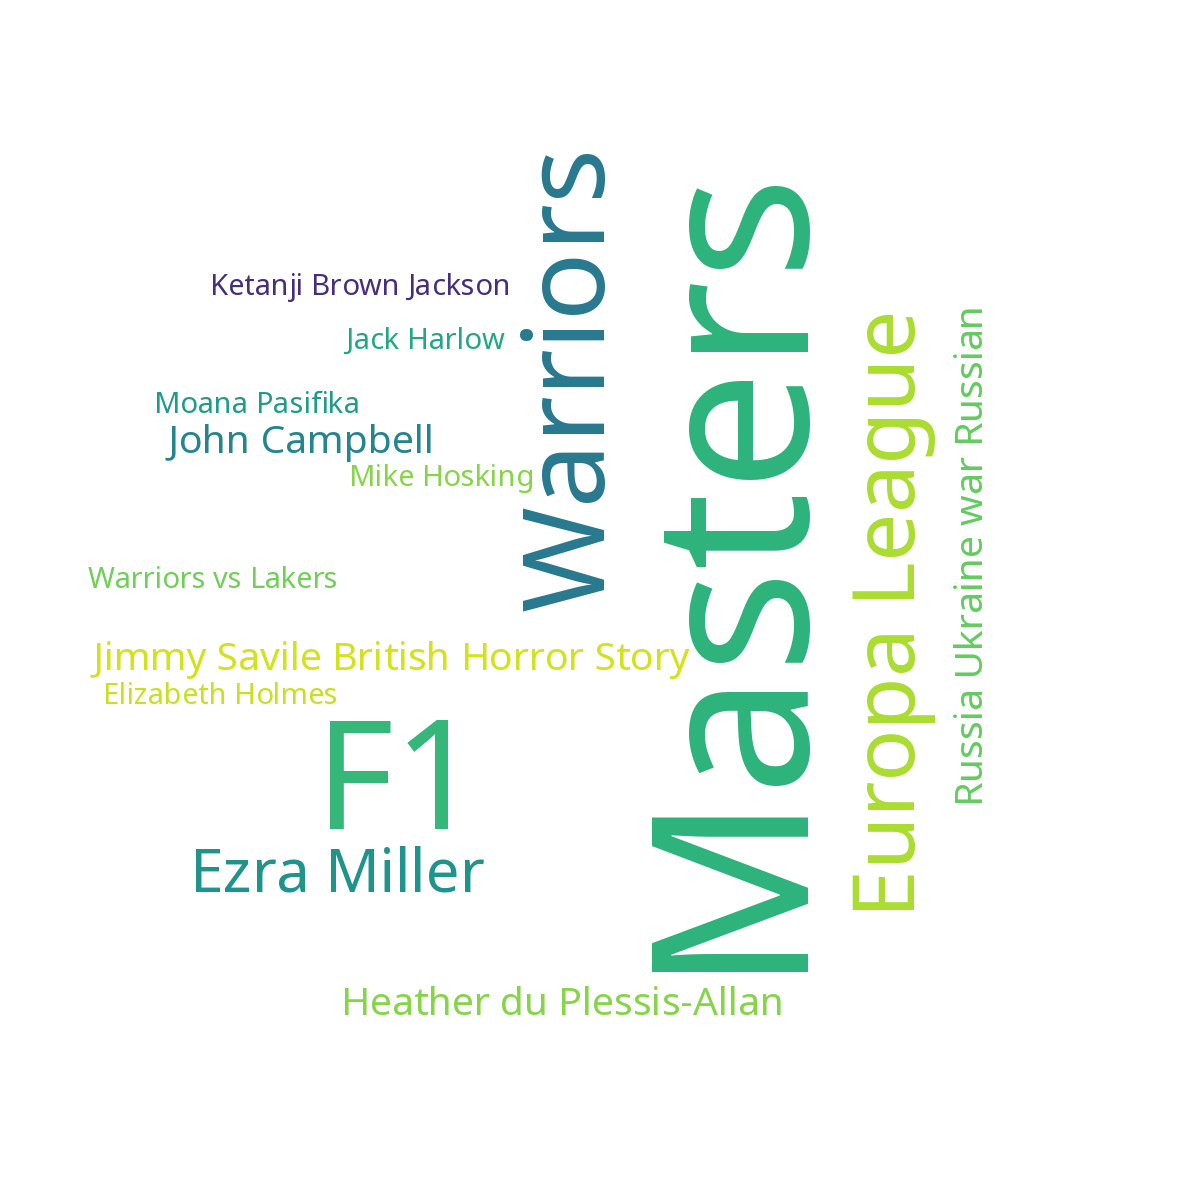 Ketanji Brown Jackson
Jack Harlow
Moana Pasifika
John Campbell
Mike Hosking
Warriors vs Lakers
Jimmy Savile British Horror Story
Elizabeth Holmes
F1
Ezra Miller
Heather du Plessis-Allan
Warriors
Masters
Europa League
Russia Ukraine war Russian